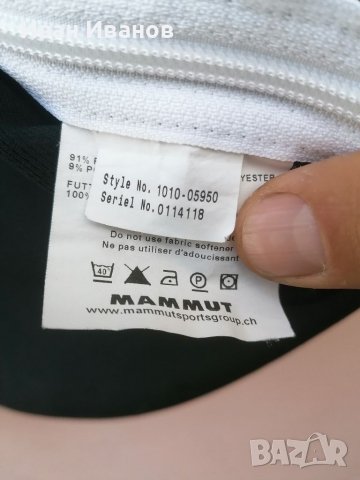 Иван Иванов
91%
9% P
YESTER
FUTT
100%
Style No. 1010-05950
Seriel No.0114118
Do not use fabric softener
Ne pas utiliser d'adoucissant
40°
P
MAMMUT
www.mammutsportsgroup.ch
BAZAR